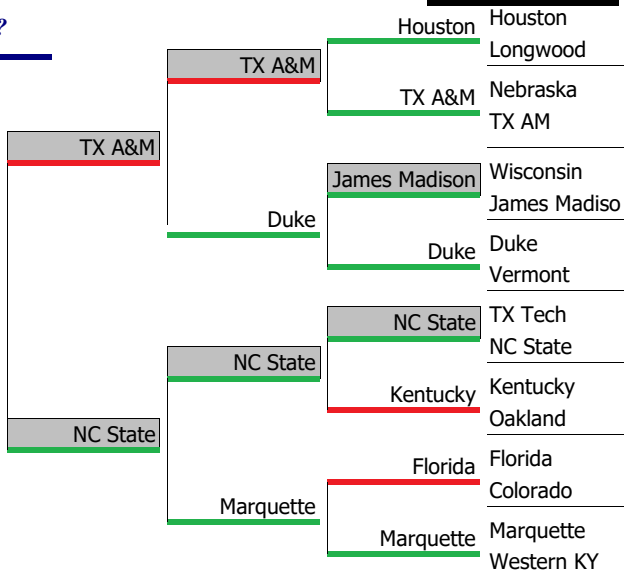 ?
Houston
Houston
Longwood
TX A&M
TX A&M
Nebraska
TX AM
TX A&M
James Madison
Wisconsin
James Madiso
Duke
Duke
Duke
Vermont
NC State
TX Tech
NC State
NC State
Kentucky
Kentucky
Oakland
NC State
Florida
Florida
Colorado
Marquette
Marquette
Marquette
Western KY